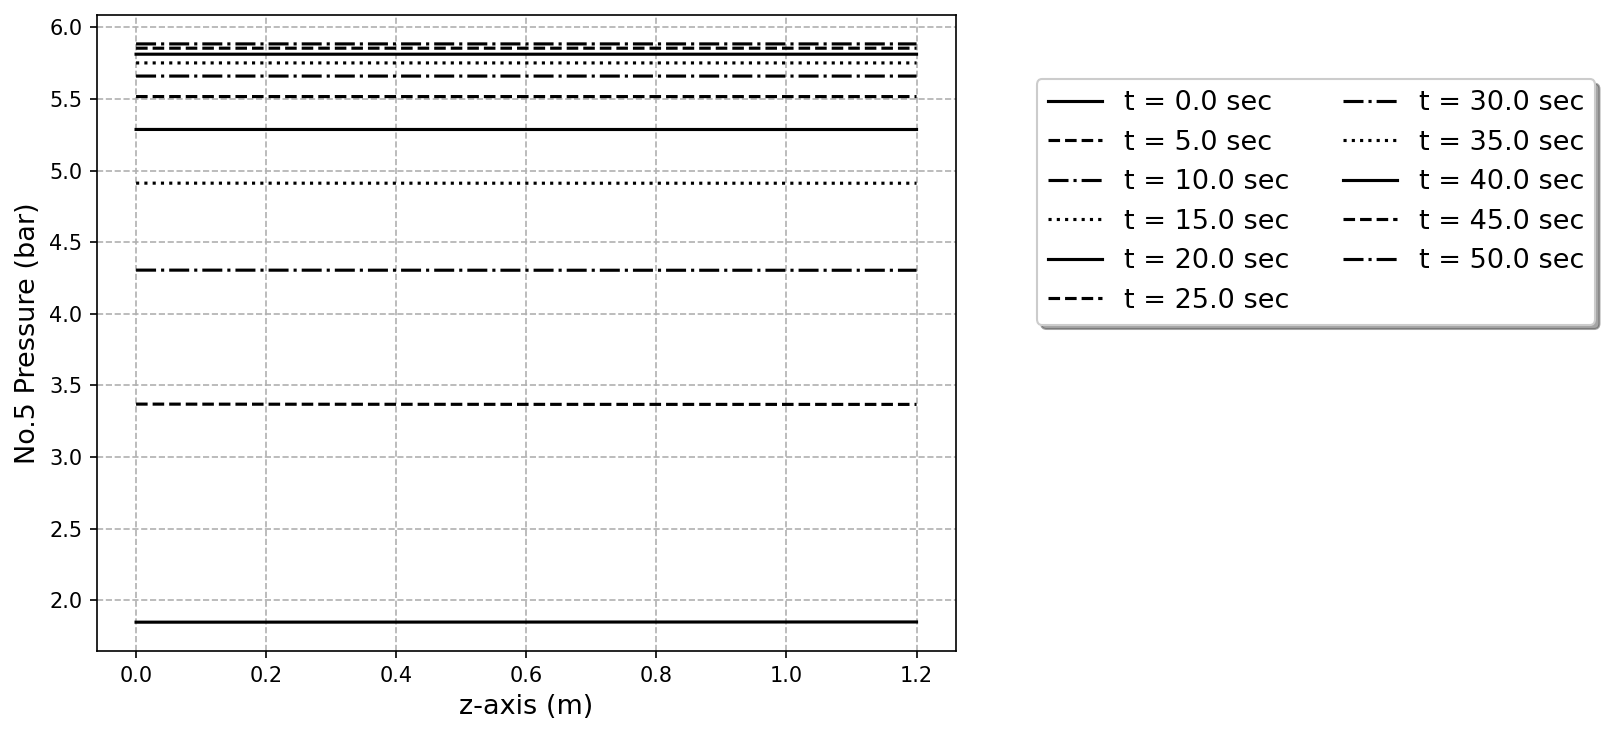 6.0
5.5
5.0
4.5
4.0
3.5
3.0
2.5
2.0
No.5 Pressure (bar)
0.0 0.2 0.4 0.6 0.8 1.0 1.2
z-axis (m)
t = 0.0 sec
t = 5.0 sec
t = 10.0 sec
t = 15.0 sec
t = 20.0 sec
t = 25.0 sec
t = 30.0 sec
t = 35.0 sec
t = 40.0 sec
t = 45.0 sec
t = 50.0 sec